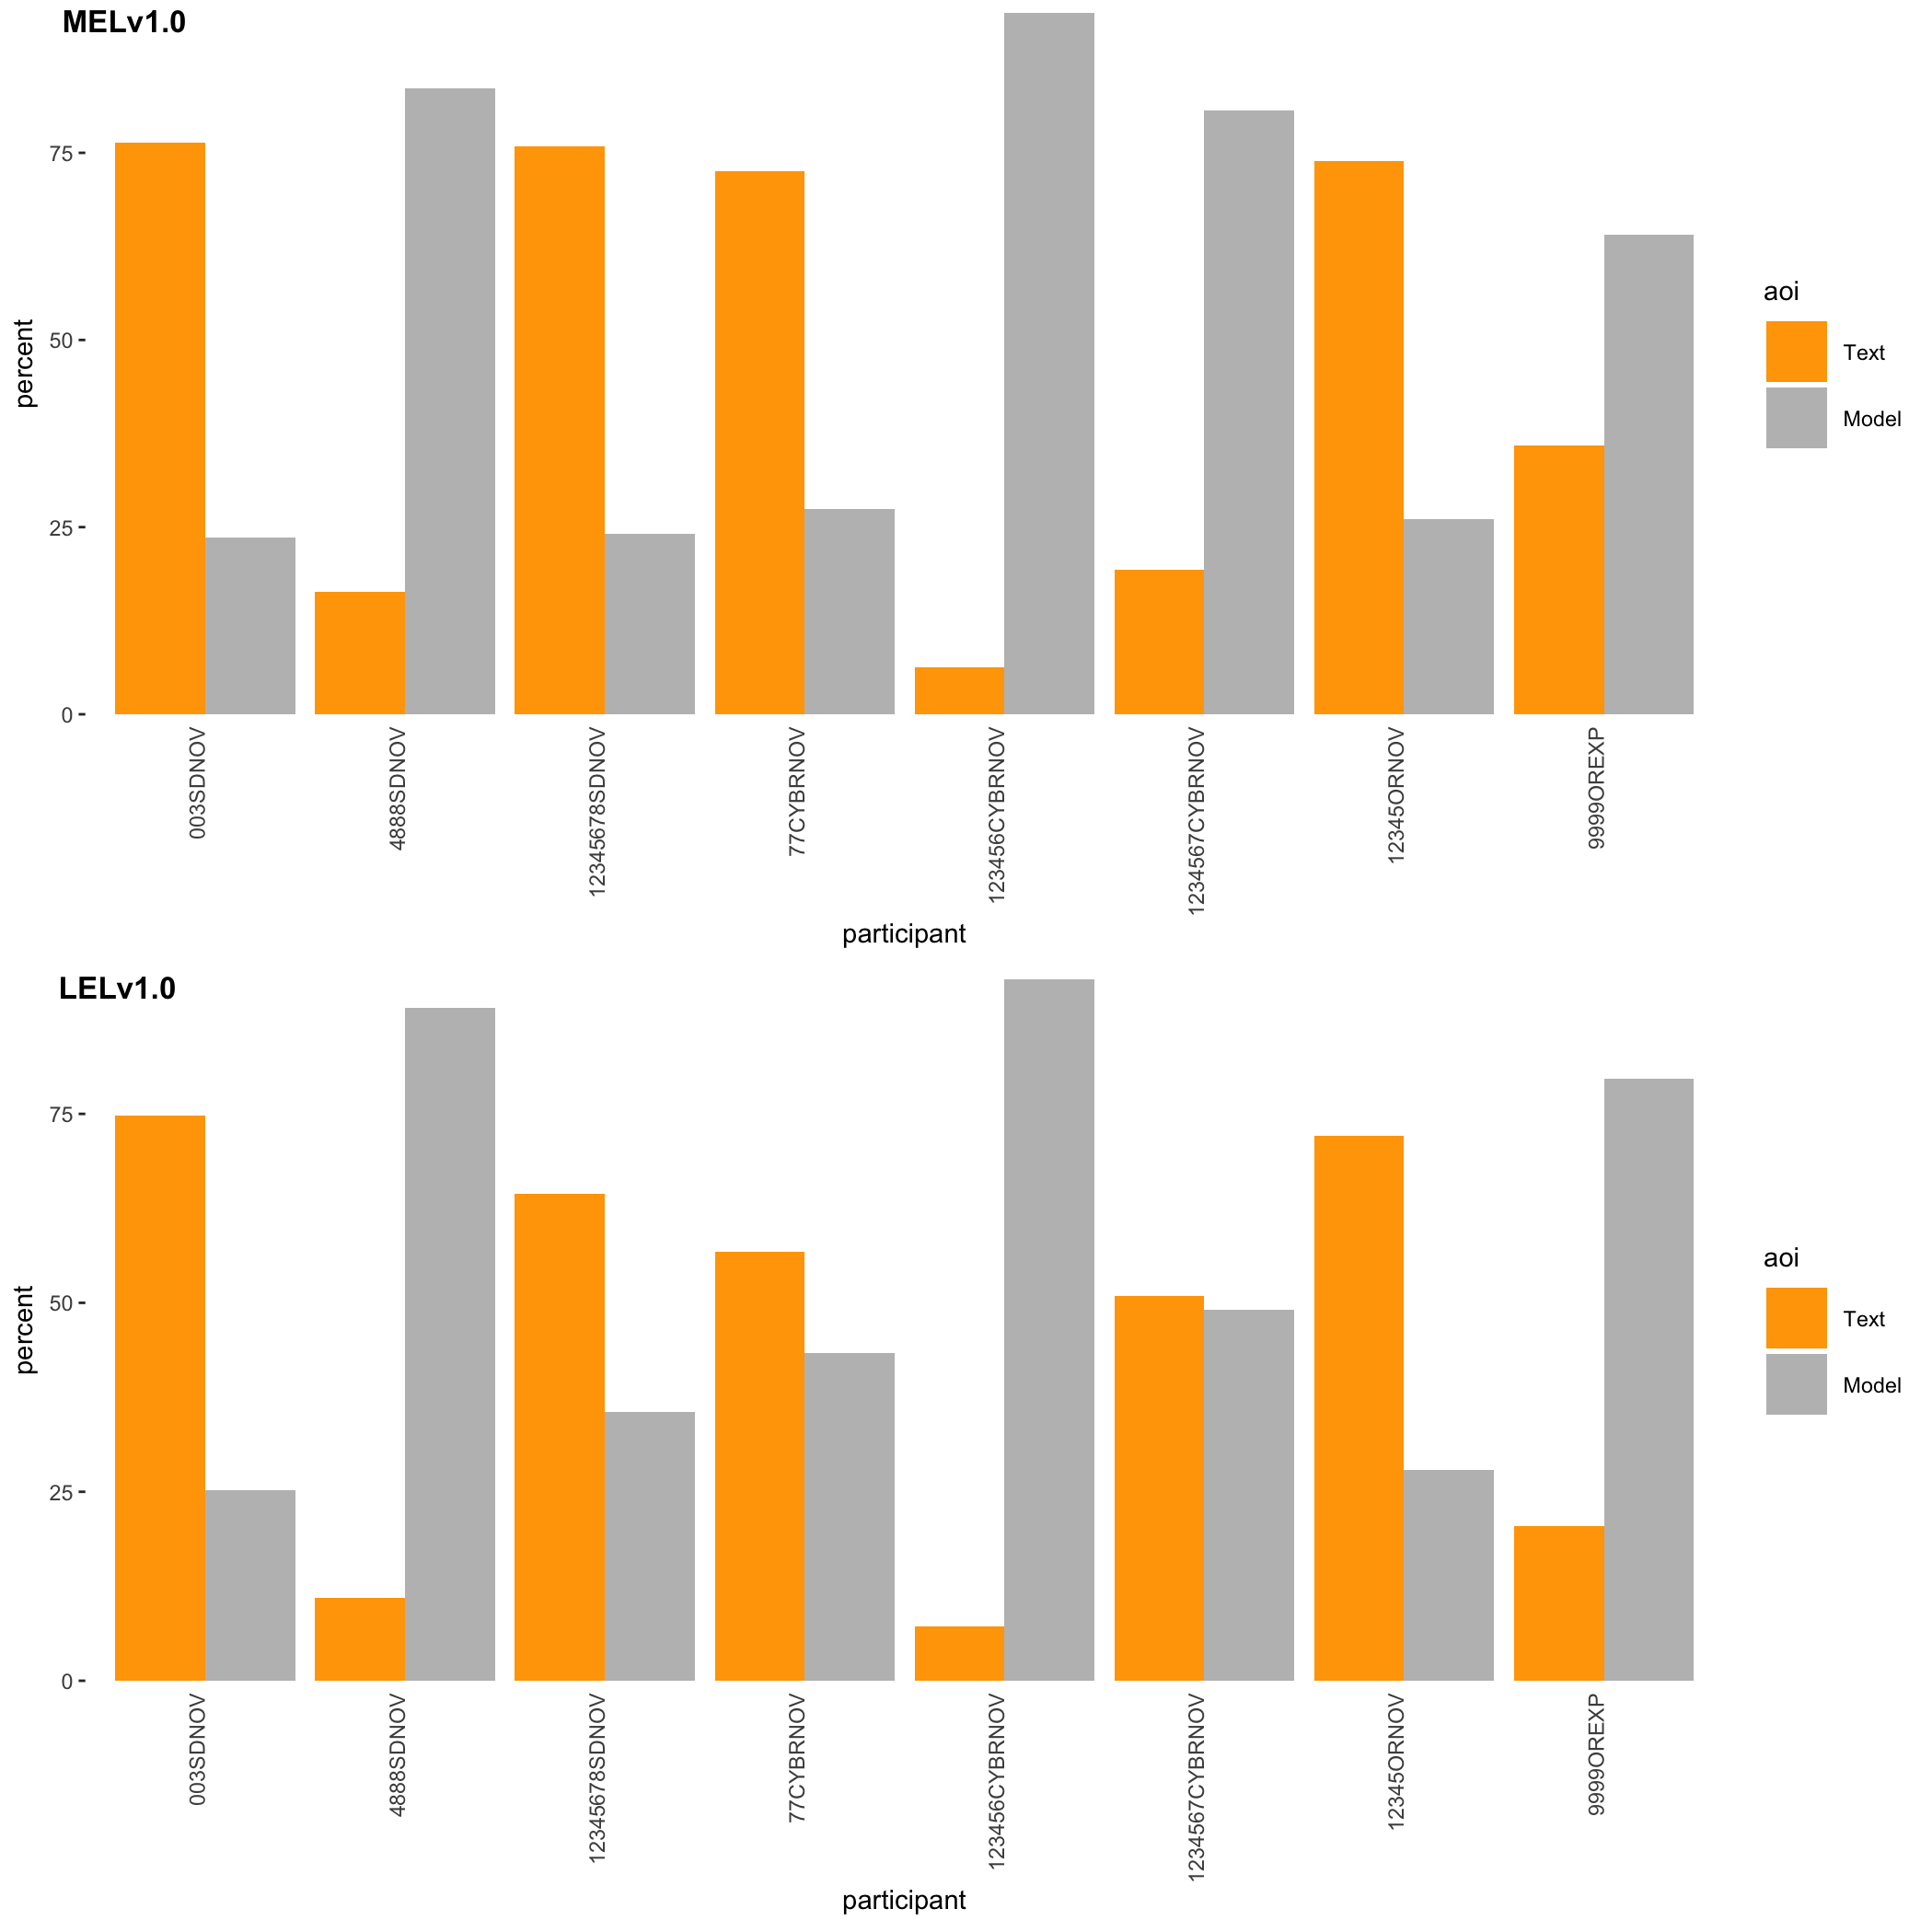 MELv1.0
percent
75
50
25
0
003SDNOV
4888SDNOV
12345678SDNOV
77CYBRNOV
123456CYBRNOV
1234567CYBRNOV
12345ORNOV
9999OREXP
participant
aoi
Text
Model
LELv1.0
percent
75
50
25
0
003SDNOV
4888SDNOV
12345678SDNOV
77CYBRNOV
123456CYBRNOV
1234567CYBRNOV
12345ORNOV
9999OREXP
participant
aoi
Text
Model